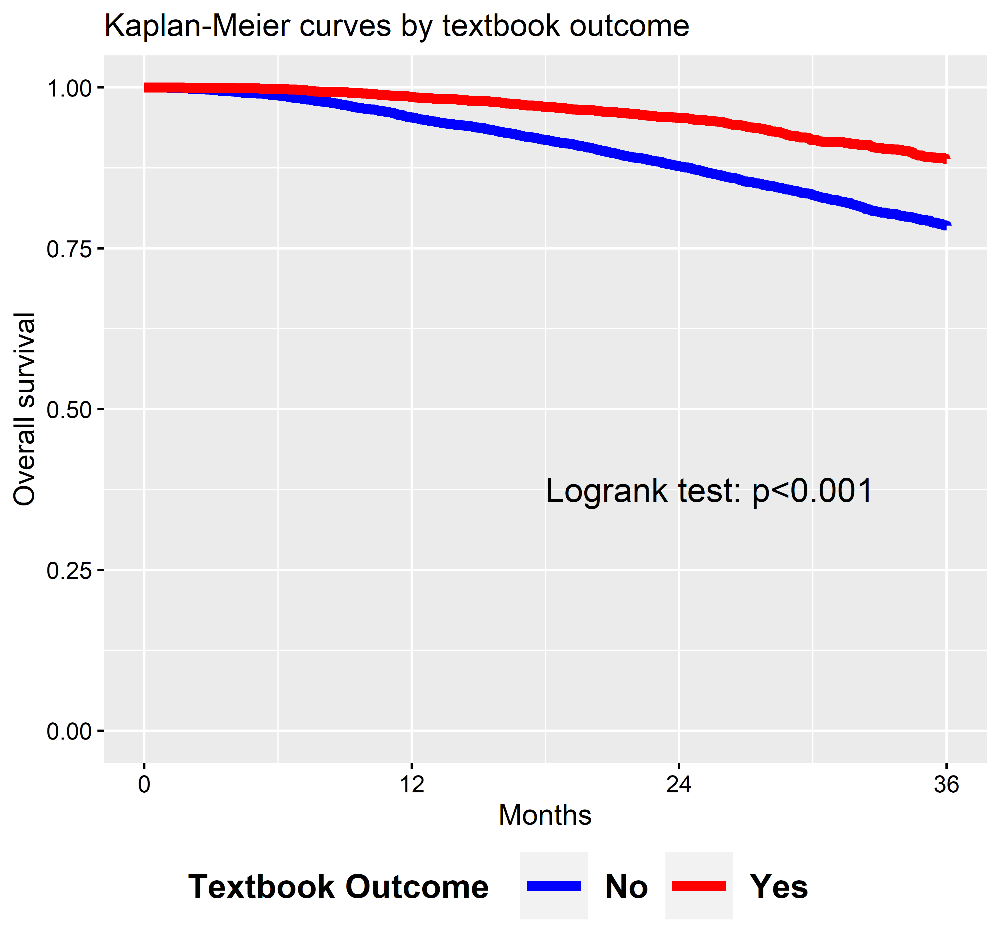 Kaplan-Meier curves by textbook outcome
Overall survival
1.00
0.75
0.50
0.25
0.00
Logrank test: p<0.001
0 12 24 36
Months
Textbook Outcome No Yes